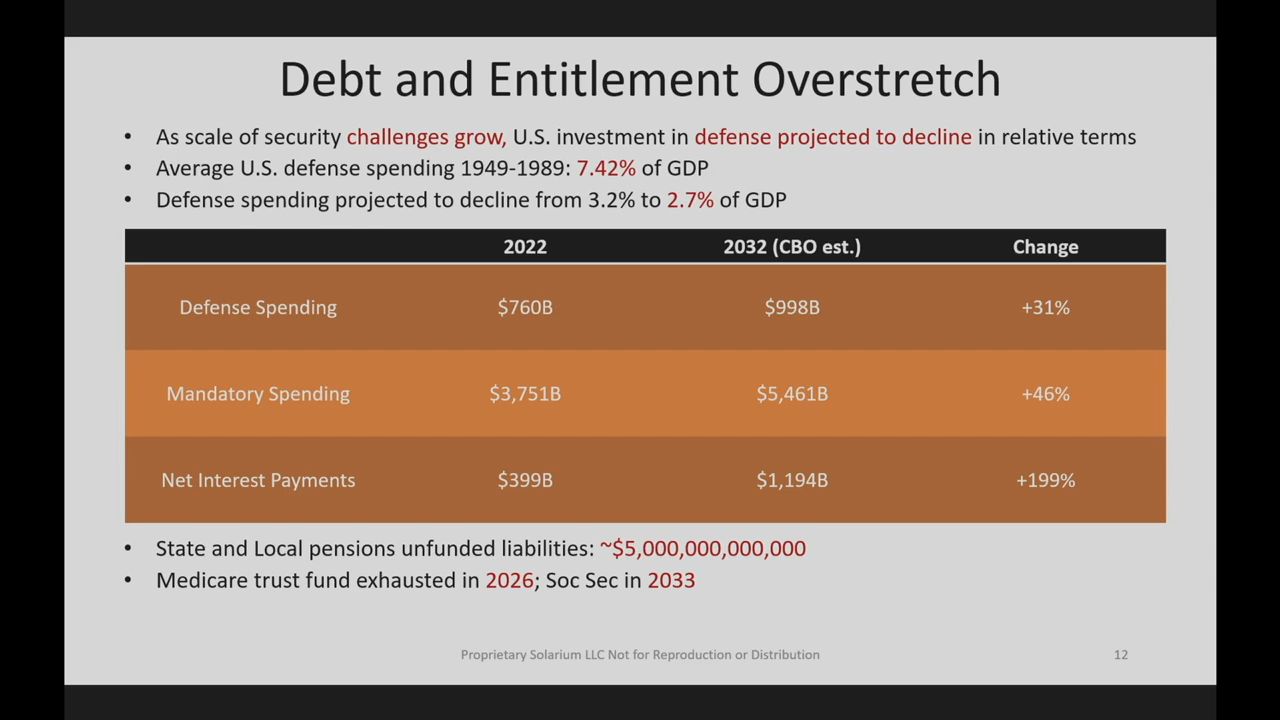 Debt and Entitlement Overstretch
• As scale of security challenges grow, U.S. investment in defense projected to decline in relative terms
• Average U.S. defense spending 1949-1989: 7.42% of GDP
• Defense spending projected to decline from 3.2% to 2.7% of GDP
2022 2032 (CBO est.) Change
Defense Spending $760B $998B +31%
Mandatory Spending $3,751B $5,461B +46%
Net Interest Payments $399B $1,194B +199%
• State and Local pensions unfunded liabilities: ~$5,000,000,000,000
• Medicare trust fund exhausted in 2026; Soc Sec in 2033
Proprietary Solarium LLC Not for Reproduction or Distribution 12